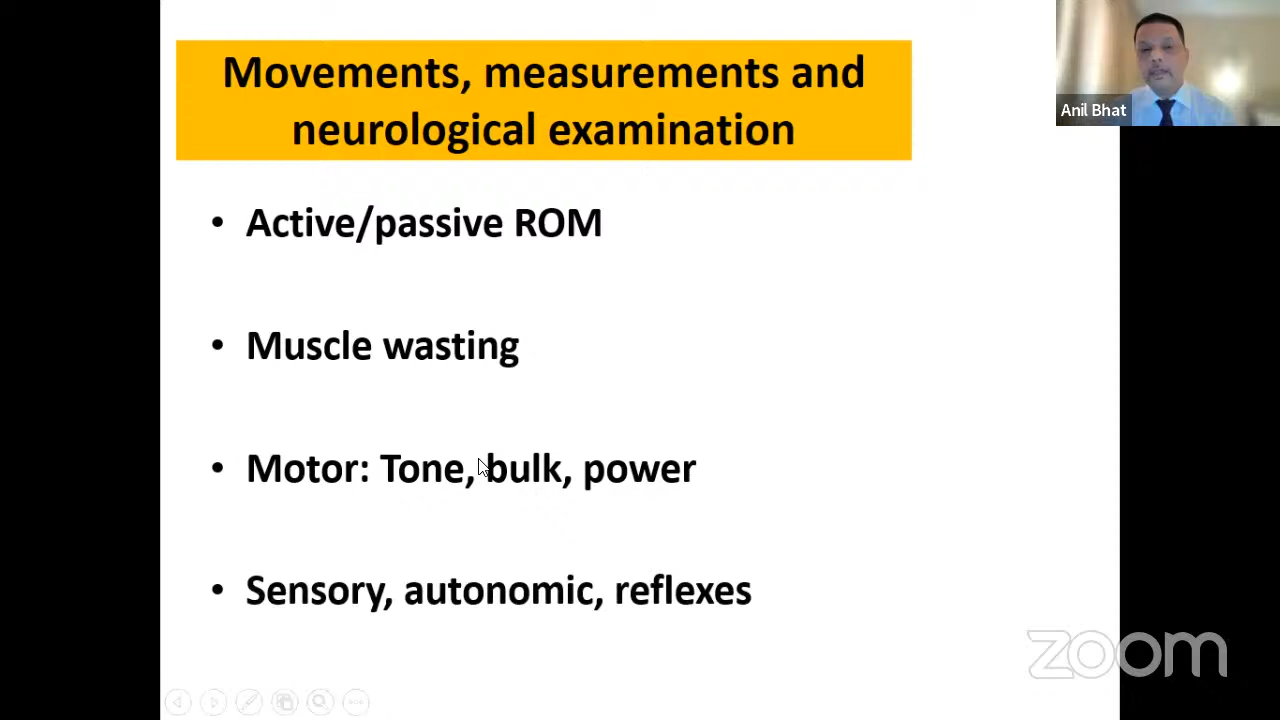 Movements, measurements and
neurological examination
Anil Bhat
• Active/passive ROM
• Muscle wasting
• Motor: Tone, bulk, power
• Sensory, autonomic, reflexes
zoom